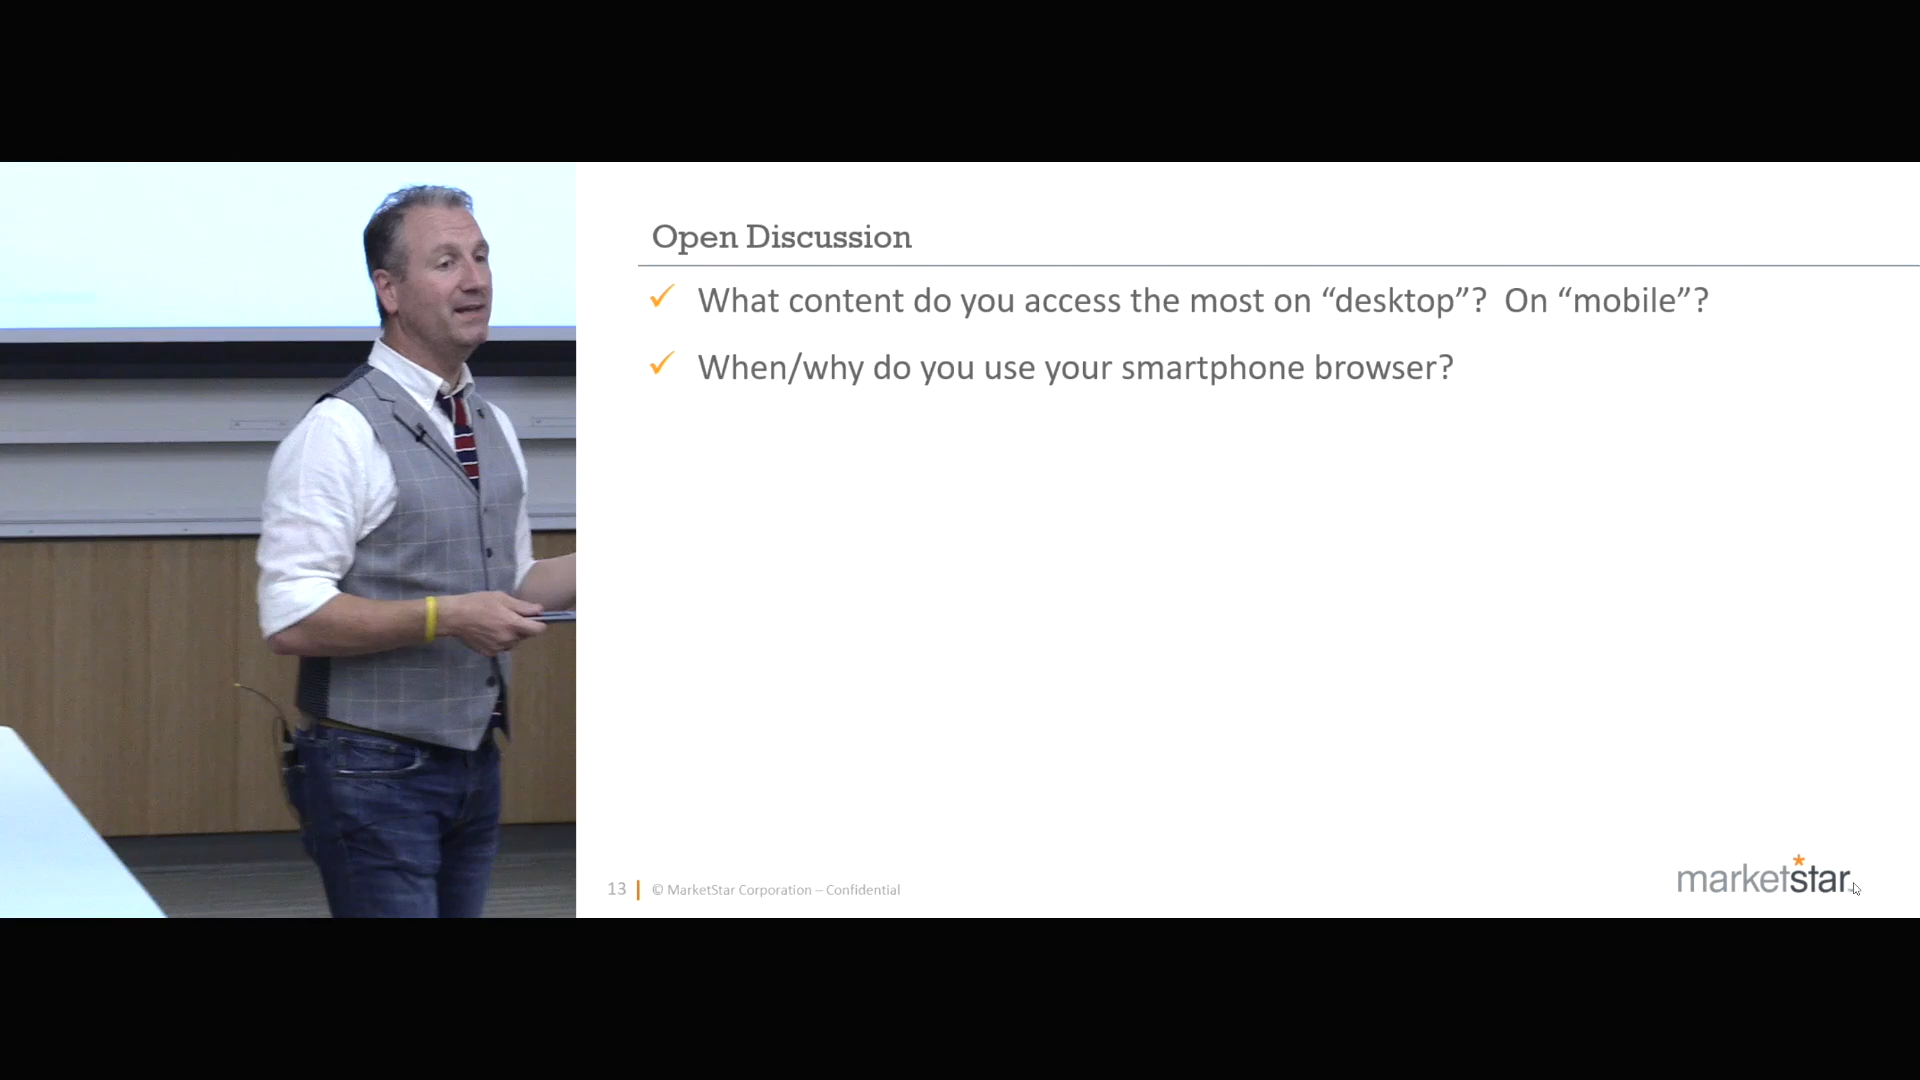 Open Discussion
✓ What content do you access the most on “desktop”?  On “mobile”?
✓ When/why do you use your smartphone browser?
13 | © MarketStar Corporation – Confidential
marketstar